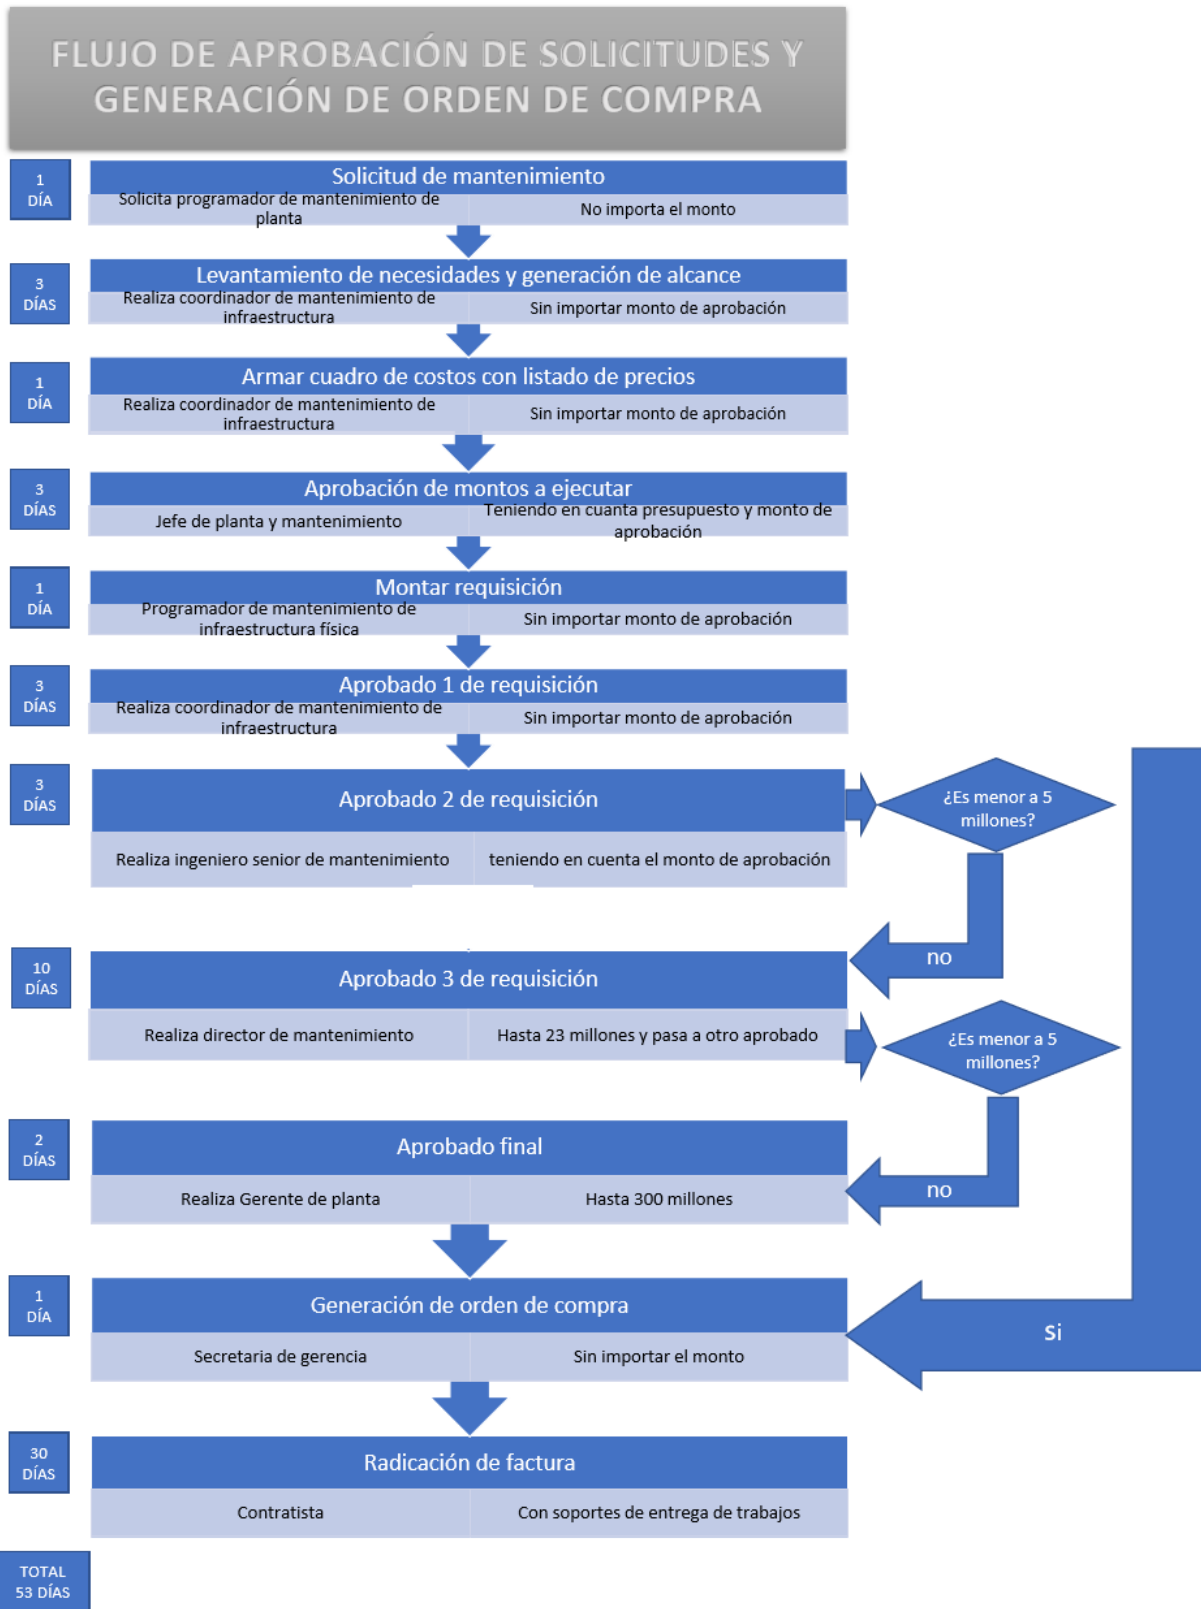 FLUJO DE APROBACIÓN DE SOLICITUDES Y
GENERACIÓN DE ORDEN DE COMPRA
1
DÍA
Solicitud de mantenimiento
Solicita programador de mantenimiento de
planta
No importa el monto
3
DÍAS
Levantamiento de necesidades y generación de alcance
Realiza coordinador de mantenimiento de
infraestructura
Sin importar monto de aprobación
1
DÍA
Armar cuadro de costos con listado de precios
Realiza coordinador de mantenimiento de
infraestructura
Sin importar monto de aprobación
3
DÍAS
Aprobación de montos a ejecutar
Jefe de planta y mantenimiento
Teniendo en cuanta presupuesto y monto de
aprobación
1
DÍA
Montar requisición
Programador de mantenimiento de
infraestructura física
Sin importar monto de aprobación
3
DÍAS
Aprobado 1 de requisición
Realiza coordinador de mantenimiento de
infraestructura
Sin importar monto de aprobación
3
DÍAS
Aprobado 2 de requisición
Realiza ingeniero senior de mantenimiento
teniendo en cuenta el monto de aprobación
¿Es menor a 5
millones?
no
10
DÍAS
Aprobado 3 de requisición
Realiza director de mantenimiento
Hasta 23 millones y pasa a otro aprobado
¿Es menor a 5
millones?
no
2
DÍAS
Aprobado final
Realiza Gerente de planta
Hasta 300 millones
1
DÍA
Generación de orden de compra
Secretaria de gerencia
Sin importar el monto
si
30
DÍAS
Radicación de factura
Contratista
Con soportes de entrega de trabajos
TOTAL
53 DÍAS